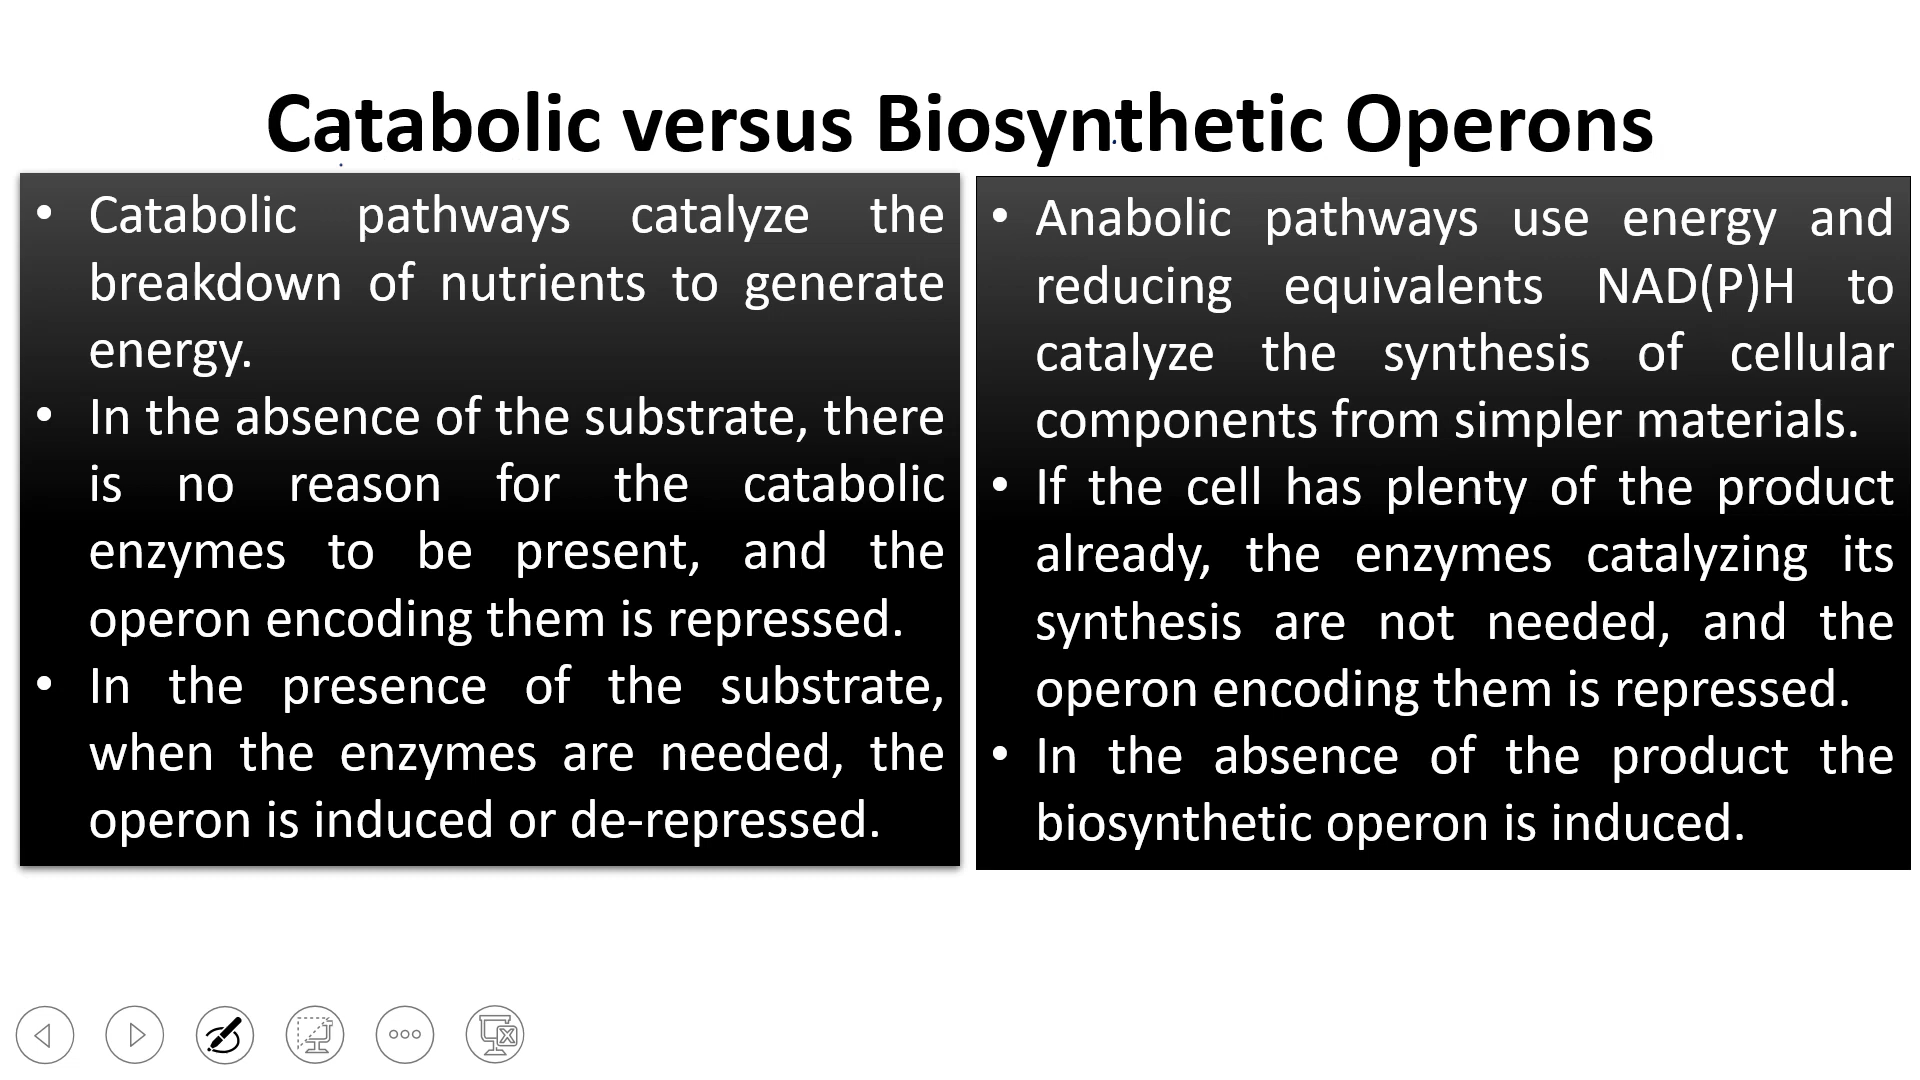 Catabolic versus Biosynthetic Operons
• Catabolic pathways catalyze the
breakdown of nutrients to generate
energy.
• In the absence of the substrate, there
is no reason for the catabolic
enzymes to be present, and the
operon encoding them is repressed.
• In the presence of the substrate,
when the enzymes are needed, the
operon is induced or de-repressed.
• Anabolic pathways use energy and
reducing equivalents NAD(P)H to
catalyze the synthesis of cellular
components from simpler materials.
• If the cell has plenty of the product
already, the enzymes catalyzing its
synthesis are not needed, and the
operon encoding them is repressed.
• In the absence of the product the
biosynthetic operon is induced.